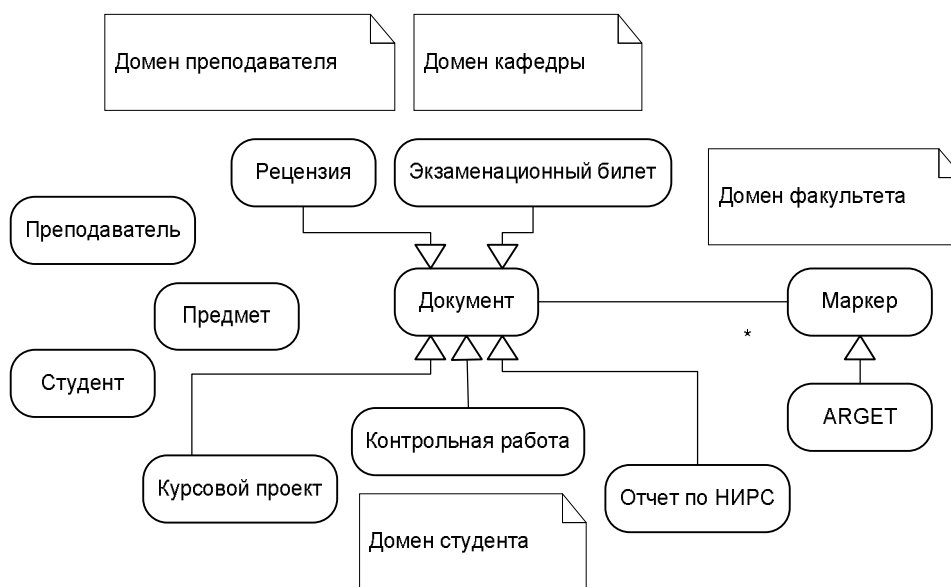 Домен преподавателя
Домен кафедры
Рецензия
Экзаменационный билет
Домен факультета
Преподаватель
Документ
Маркер
Предмет
*
Студент
ARGET
Контрольная работа
Курсовой проект
Отчет по НИРС
Домен студента